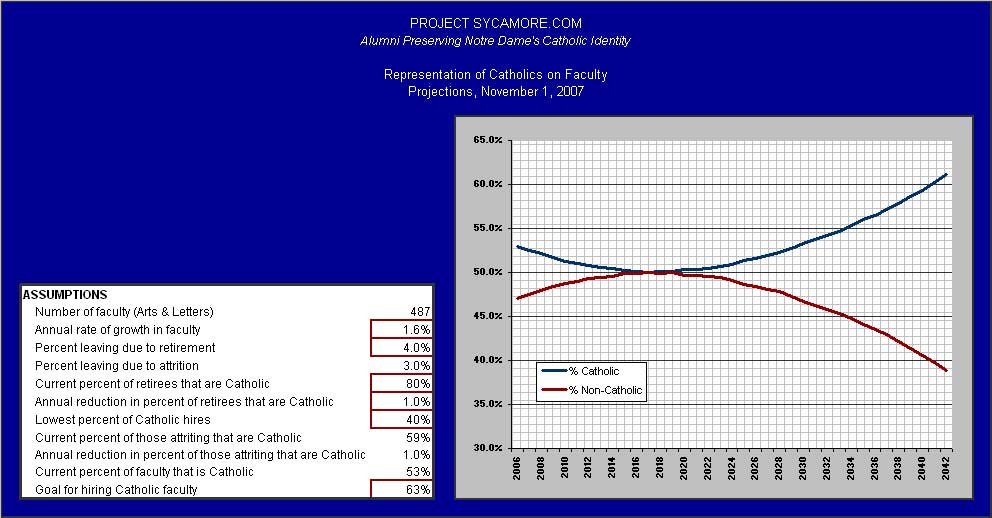 PROJECT SYCAMORE.COM
Alumni Preserving Notre Dame's Catholic Identity
Representation of Catholics on Faculty
Projections, November 1, 2007
65.0%
60.0%
55.0%
50.0%
45.0%
40.0%
35.0%
30.0%
% Catholic
% Non-Catholic
2006 2008 2010 2012 2014 2016 2018 2020 2022 2024 2026 2028 2030 2032 2034 2036 2038 2040 2042
ASSUMPTIONS
Number of faculty (Arts & Letters) 487
Annual rate of growth in faculty 1.6%
Percent leaving due to retirement 4.0%
Percent leaving due to attrition 3.0%
Current percent of retirees that are Catholic 80%
Annual reduction in percent of retirees that are Catholic 1.0%
Lowest percent of Catholic hires 40%
Current percent of those attriting that are Catholic 59%
Annual reduction in percent of those attriting that are Catholic 1.0%
Current percent of faculty that is Catholic 53%
Goal for hiring Catholic faculty 63%